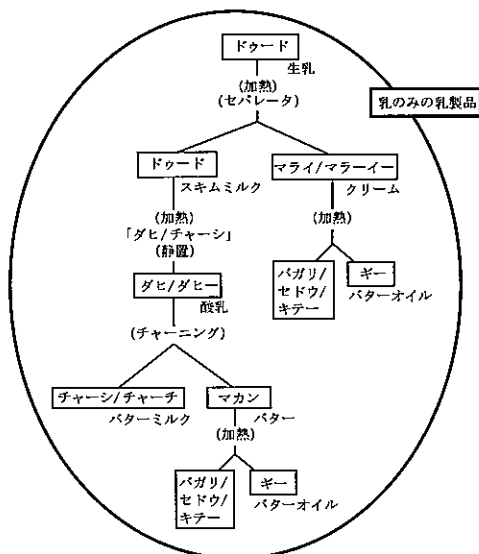 ドゥード
生乳
(加熱)
(セパレータ)
乳のみの乳製品
ドゥード
スキムミルク
マライ/マラーイー
クリーム
(加熱)
「ダヒ/チャーシ」
(静置)
(加熱)
バガリ/
セドウ/
キテー
ギー
バターオイル
ダヒ/ダヒー
酸乳
(チャーニング)
チャーシ/チャーチ
バターミルク
マカン
バター
(加熱)
バガリ/
セドウ/
キテー
ギー
バターオイル